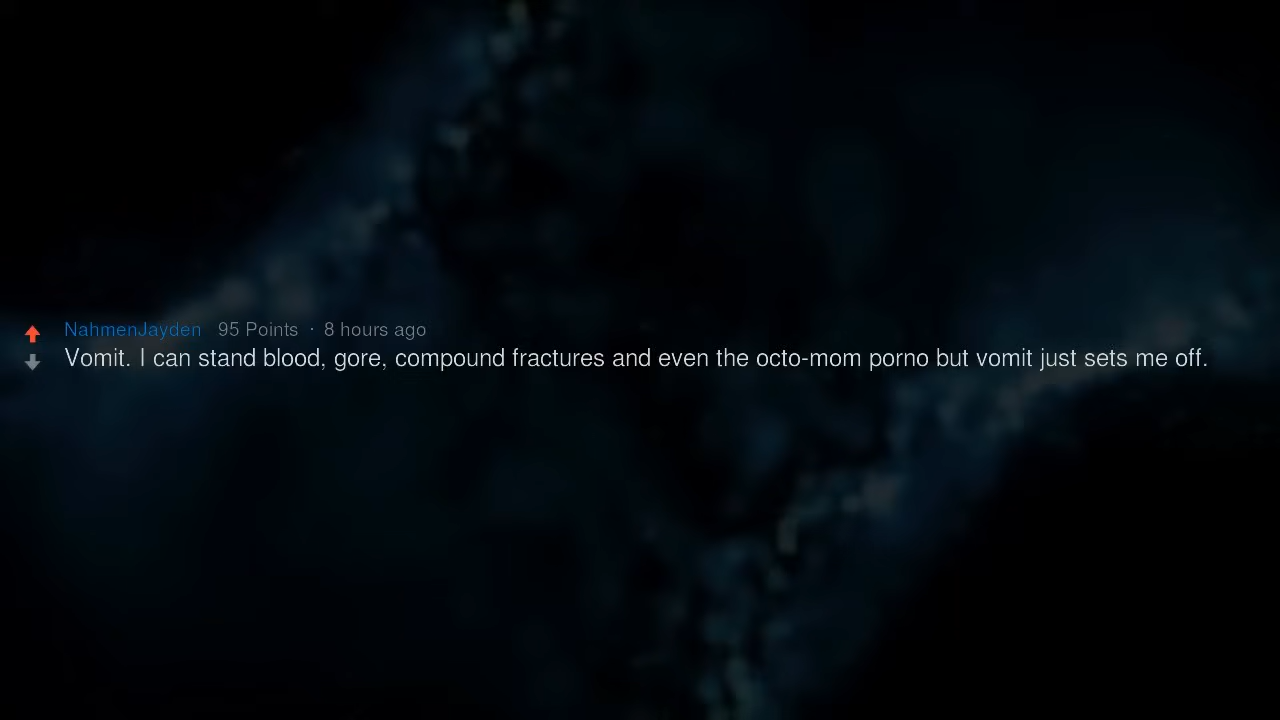 NahmenJayden 95 Points · 8 hours ago
Vomit. I can stand blood, gore, compound fractures and even the octo-mom porno but vomit just sets me off.